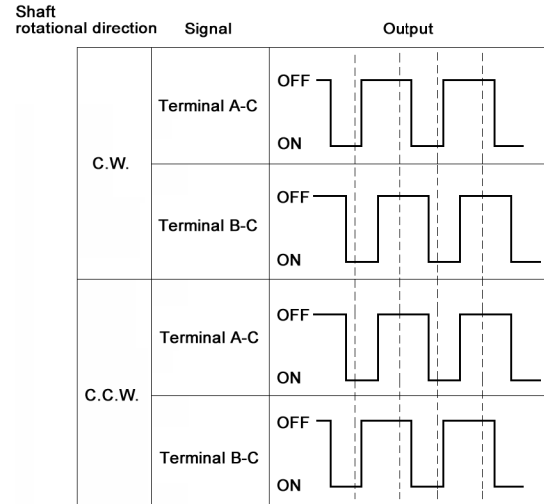 Shaft
rotational direction Signal Output
OFF
Terminal A-C
ON
C.W.
OFF
Terminal B-C
ON
OFF
Terminal A-C
ON
C.C.W.
OFF
Terminal B-C
ON